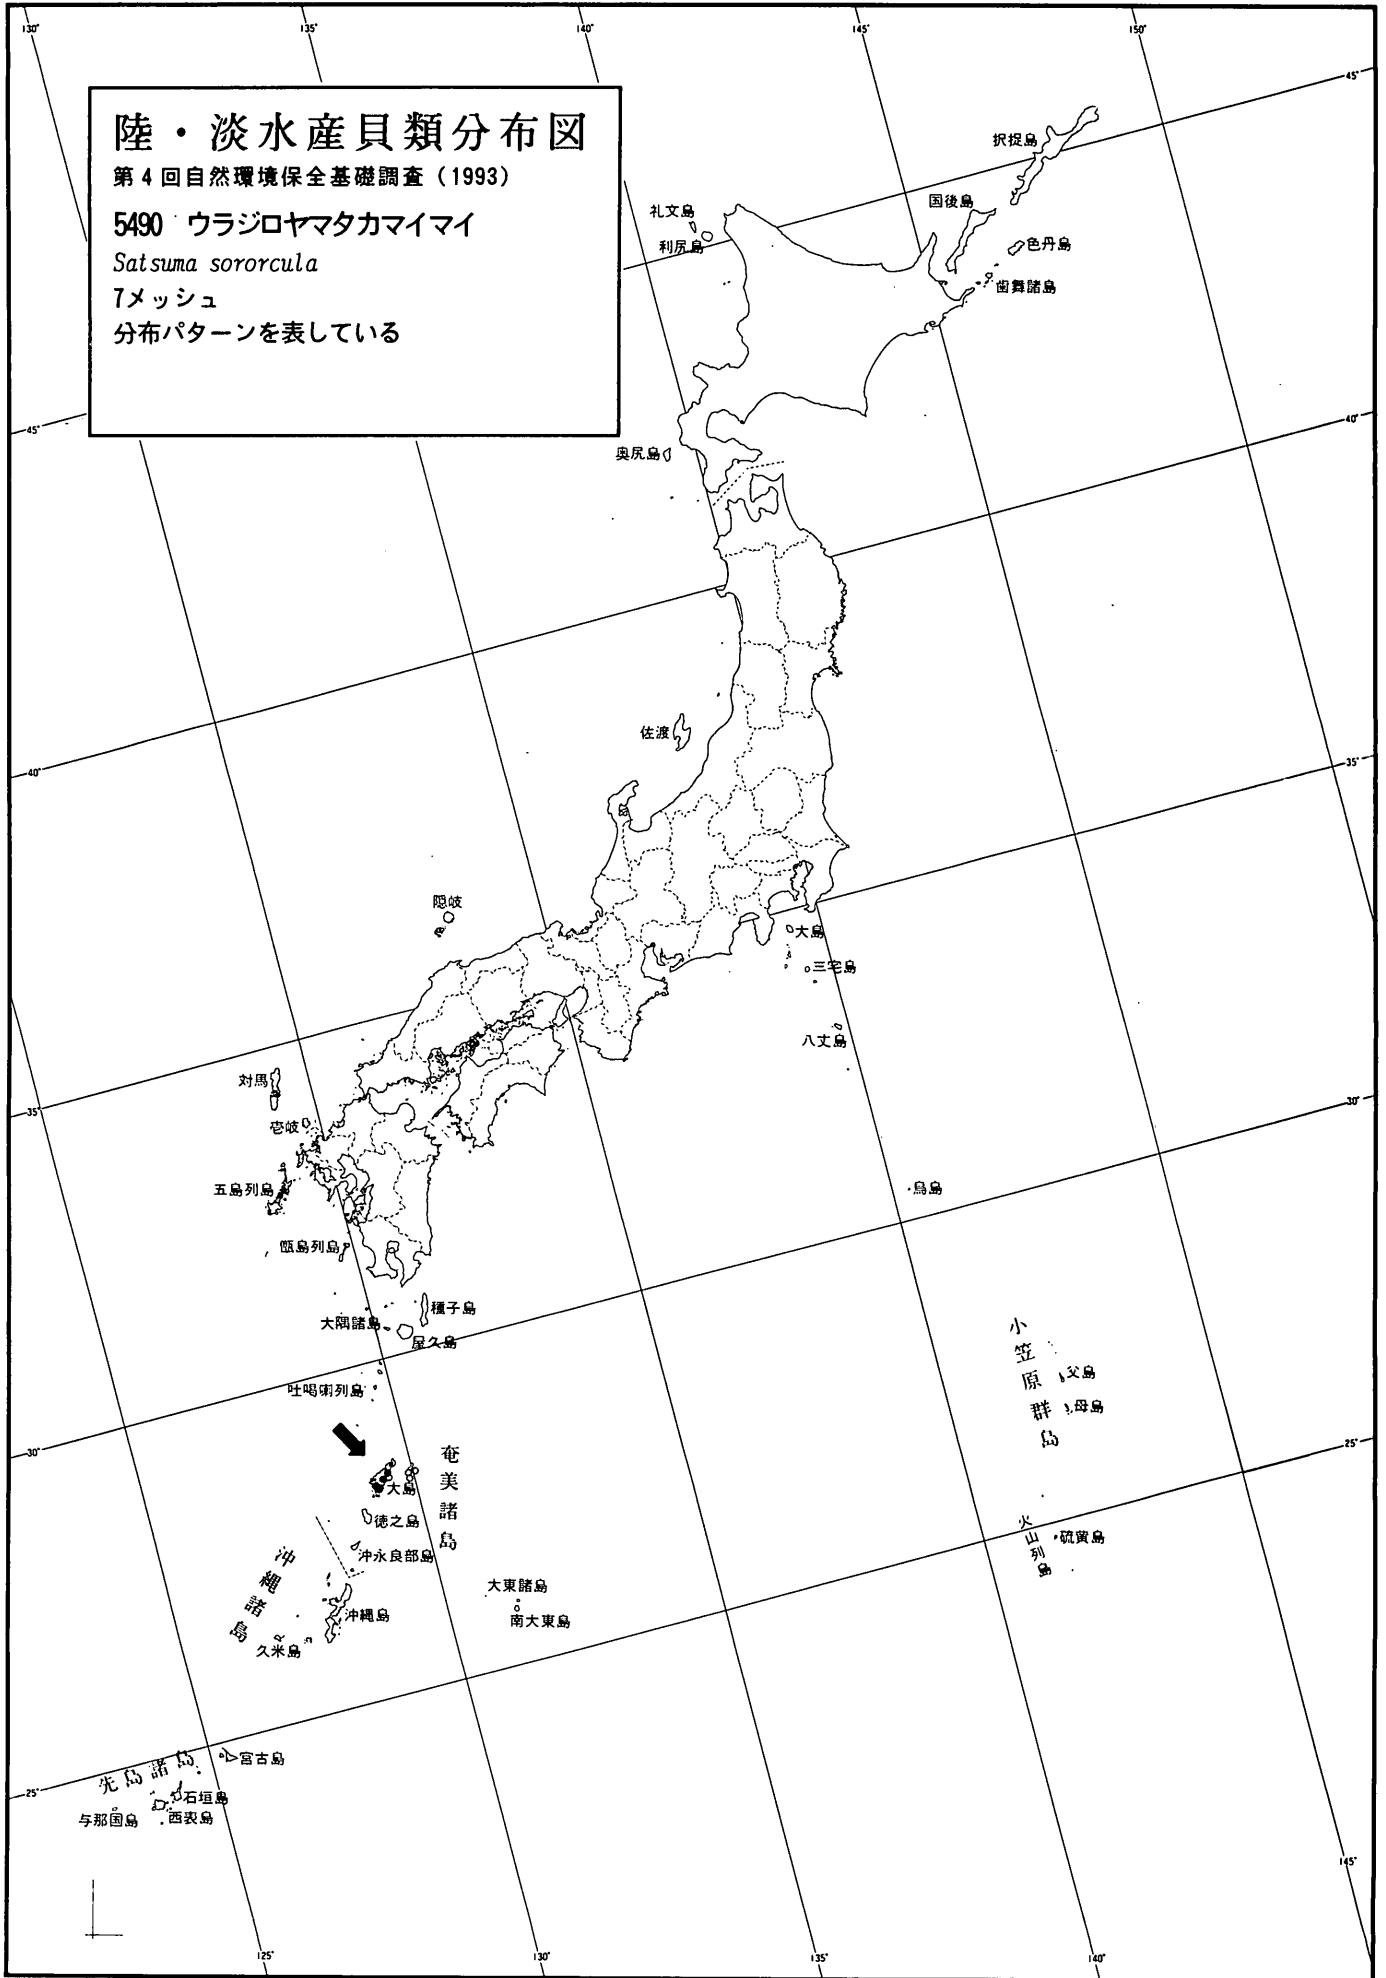 130°
135°
140°
145°
150°
陸・淡水産貝類分布図
第4回自然環境保全基礎調査（1993）
5490 ウラジロヤマタカマイマイ
Satsuma sororcula
7メッシュ
分布パターンを表している
45°
択捉島
国後島
色丹島
歯舞諸島
礼文島
利尻島
40°
45°
奥尻島
佐渡
35°
40°
隠岐
大島
三宅島
八丈島
対馬
壱岐
30°
35°
五島列島
鳥島
甑島列島
種子島
大隅諸島
屋久島
吐喝喇列島
小笠原群島
父島
母島
25°
30°
奄美諸島
大島
徳之島
沖永良部島
沖縄諸島
沖縄島
久米島
大東諸島
南大東島
火山列島
硫黄島
先島諸島
宮古島
石垣島
西表島
与那国島
25°
145°
125°
130°
135°
140°